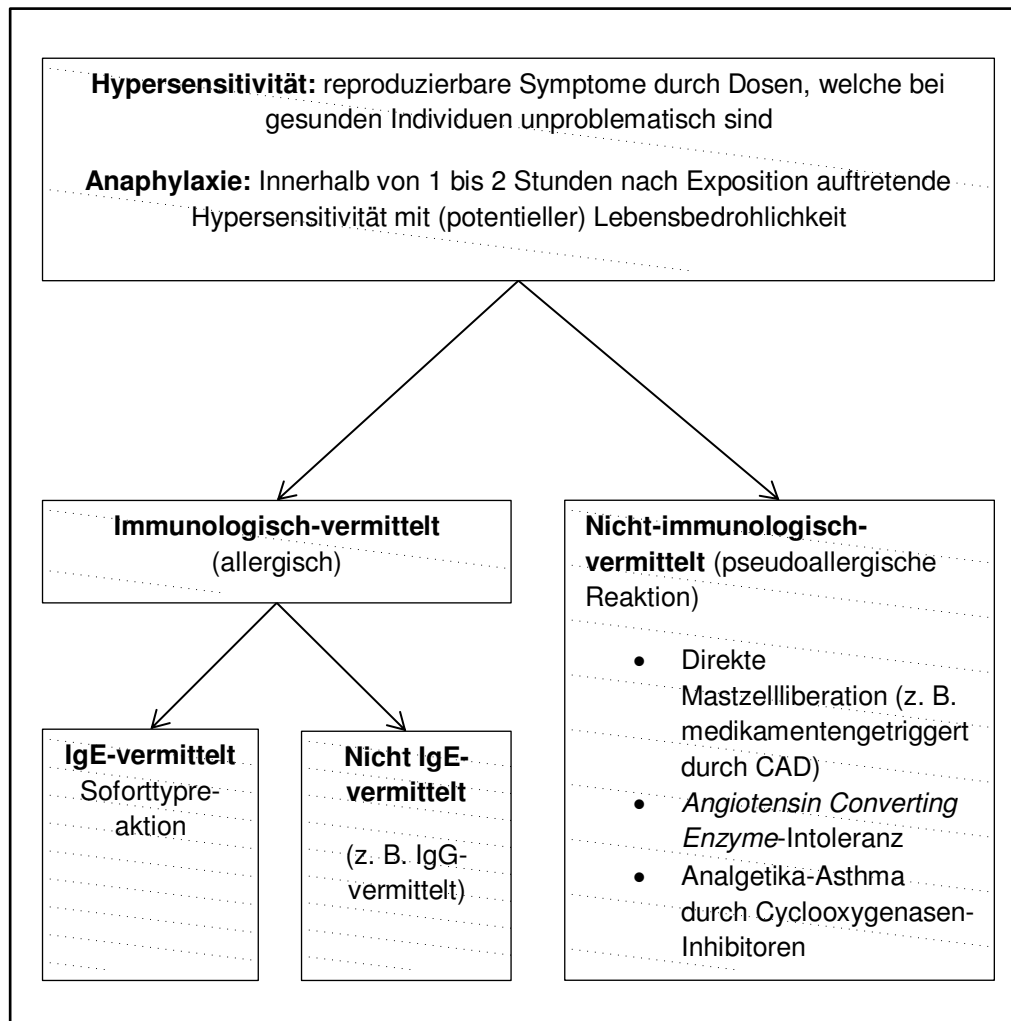 Hypersensitivität: reproduzierbare Symptome durch Dosen, welche bei
gesunden Individuen unproblematisch sind
Anaphylaxie: Innerhalb von 1 bis 2 Stunden nach Exposition auftretende
Hypersensitivität mit (potentieller) Lebensbedrohlichkeit
Immunologisch-vermittelt
(allergisch)
IgE-vermittelt
Soforttypre-
aktion
Nicht IgE-
vermittelt
(z. B. IgG-
vermittelt)
Nicht-immunologisch-
vermittelt (pseudoallergische
Reaktion)
• Direkte
Mastzellliberation (z. B.
medikamentengetriggert
durch CAD)
• Angiotensin Converting
Enzyme-Intoleranz
• Analgetika-Asthma
durch Cyclooxygenasen-
Inhibitoren